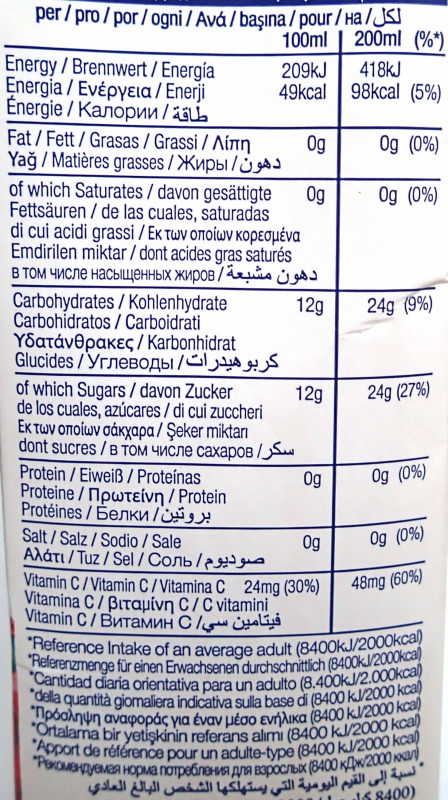 per / pro / por / ogni / Ανά / başına / pour / на / لكل
100ml 200ml (%*)
Energy / Brennwert / Energía 209kJ 418kJ
Energia / Ενέργεια / Enerji 49kcal 98kcal (5%)
Énergie / Калории / طاقة
Fat / Fett / Grasas / Grassi / Λίπη 0g 0g (0%)
Yağ / Matières grasses / Жиры / دهون
of which Saturates / davon gesättigte 0g 0g (0%)
Fettsäuren / de las cuales, saturadas
di cui acidi grassi / Εκ των οποίων κορεσμένα
Emdirilen miktar / dont acides gras saturés
в том числе насыщенных жиров / دهون مشبعة
Carbohydrates / Kohlenhydrate 12g 24g (9%)
Carbohidratos / Carboidrati
Υδατάνθρακες / Karbonhidrat
Glucides / Углеводы / كربوهيدرات
of which Sugars / davon Zucker 12g 24g (27%)
de los cuales, azúcares / di cui zuccheri
Εκ των οποίων σάκχαρα / Şeker miktarı
dont sucres / в том числе сахаров / سكر
Protein / Eiweiß / Proteínas 0g 0g (0%)
Proteine / Πρωτεΐνη / Protein
Protéines / Белки / بروتين
Salt / Salz / Sodio / Sale 0g 0g (0%)
Αλάτι / Tuz / Sel / Соль / صوديوم
Vitamin C / Vitamin C / Vitamina C 24mg (30%) 48mg (60%)
Vitamina C / βιταμίνη C / C vitamini
Vitamin C / Витамин С / فيتامين سي
*Reference Intake of an average adult (8400kJ/2000kcal)
*Referenzmenge für einen Erwachsenen durchschnittlich (8400kJ/2000kcal)
*Cantidad diaria orientativa para un adulto (8.400kJ/2.000kcal)
*della quantità giornaliera indicativa sulla base di (8400 kJ/2000 kcal)
*Πρόσληψη αναφοράς για έναν μέσο ενήλικα (8400 kJ/2000 kcal)
*Ortalama bir yetişkinin referans alımı (8400 kJ/2000 kcal)
*Apport de référence pour un adulte-type (8400 kJ/2000 kcal)
*Рекомендуемая норма потребления для взрослых (8400 кДж/2000 ккал)
* نسبة إلى القيم اليومية التي يستهلكها الشخص البالغ العادي
(8400